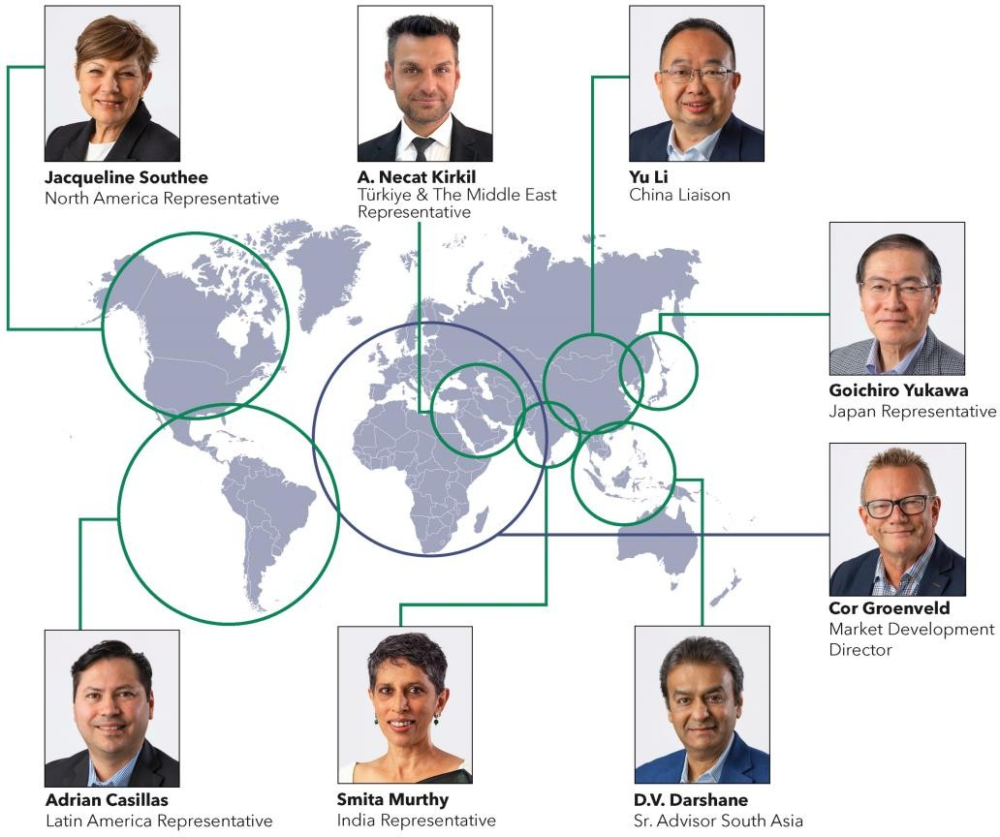 Jacqueline Southee
North America Representative
A. Necat Kirkil
Türkiye & The Middle East
Representative
Yu Li
China Liaison
Goichiro Yukawa
Japan Representative
Cor Groenveld
Market Development
Director
Adrian Casillas
Latin America Representative
Smita Murthy
India Representative
D.V. Darshane
Sr. Advisor South Asia